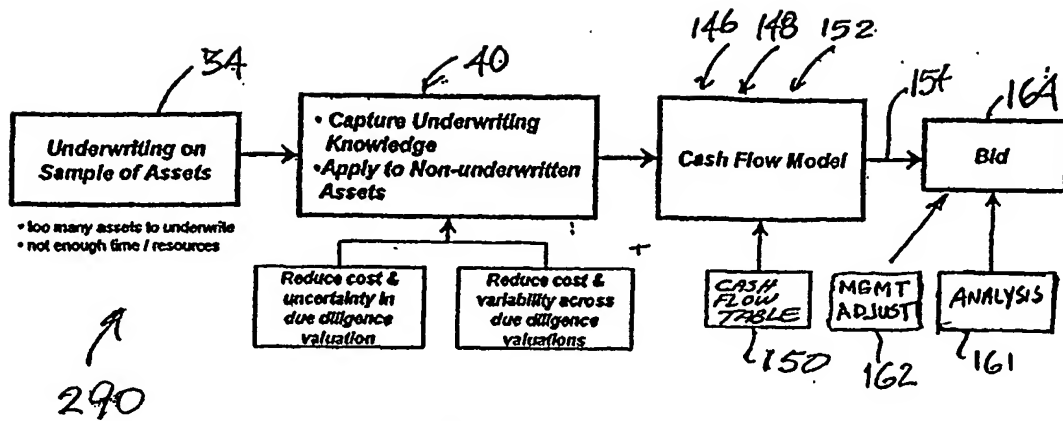 34
40
146 148 152
154
164
Underwriting on
Sample of Assets
• Capture Underwriting
Knowledge
• Apply to Non-underwritten
Assets
Cash Flow Model
Bid
• too many assets to underwrite
• not enough time / resources
Reduce cost &
uncertainty in
due diligence
valuation
Reduce cost &
variability across
due diligence
valuations
CASH
FLOW
TABLE
MGMT
ADJUST
ANALYSIS
150
162
161
290